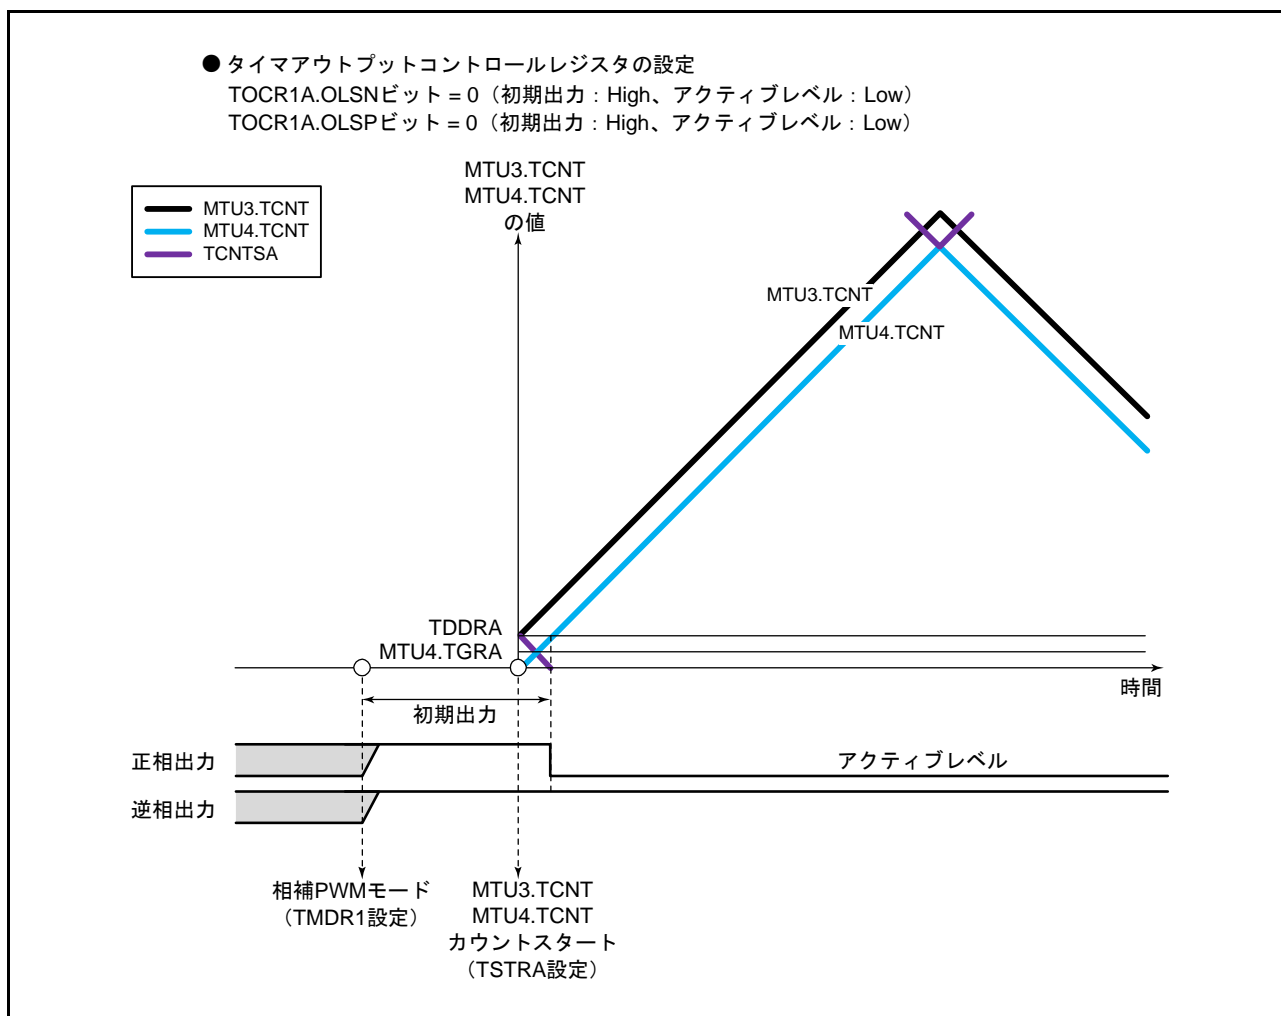 ● タイマアウトプットコントロールレジスタの設定
TOCR1A.OLSNビット = 0（初期出力：High、アクティブレベル：Low）
TOCR1A.OLSPビット = 0（初期出力：High、アクティブレベル：Low）
MTU3.TCNT
MTU4.TCNT
の値
MTU3.TCNT
MTU4.TCNT
TCNTSA
MTU3.TCNT
MTU4.TCNT
TDDRA
MTU4.TGRA
時間
初期出力
正相出力
アクティブレベル
逆相出力
相補PWMモード
（TMDR1設定）
MTU3.TCNT
MTU4.TCNT
カウントスタート
（TSTRA設定）